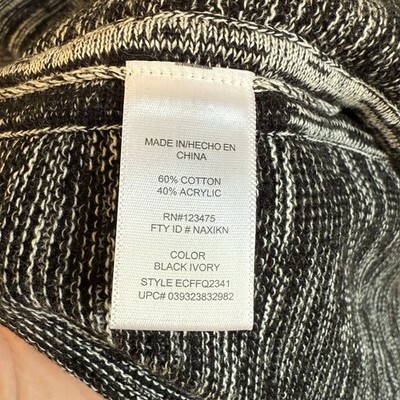 MADE IN/HECHO EN
CHINA
60% COTTON
40% ACRYLIC
RN#123475
FTY ID # NAXIKN
COLOR
BLACK IVORY
STYLE ECFFQ2341
UPC# 039323832982